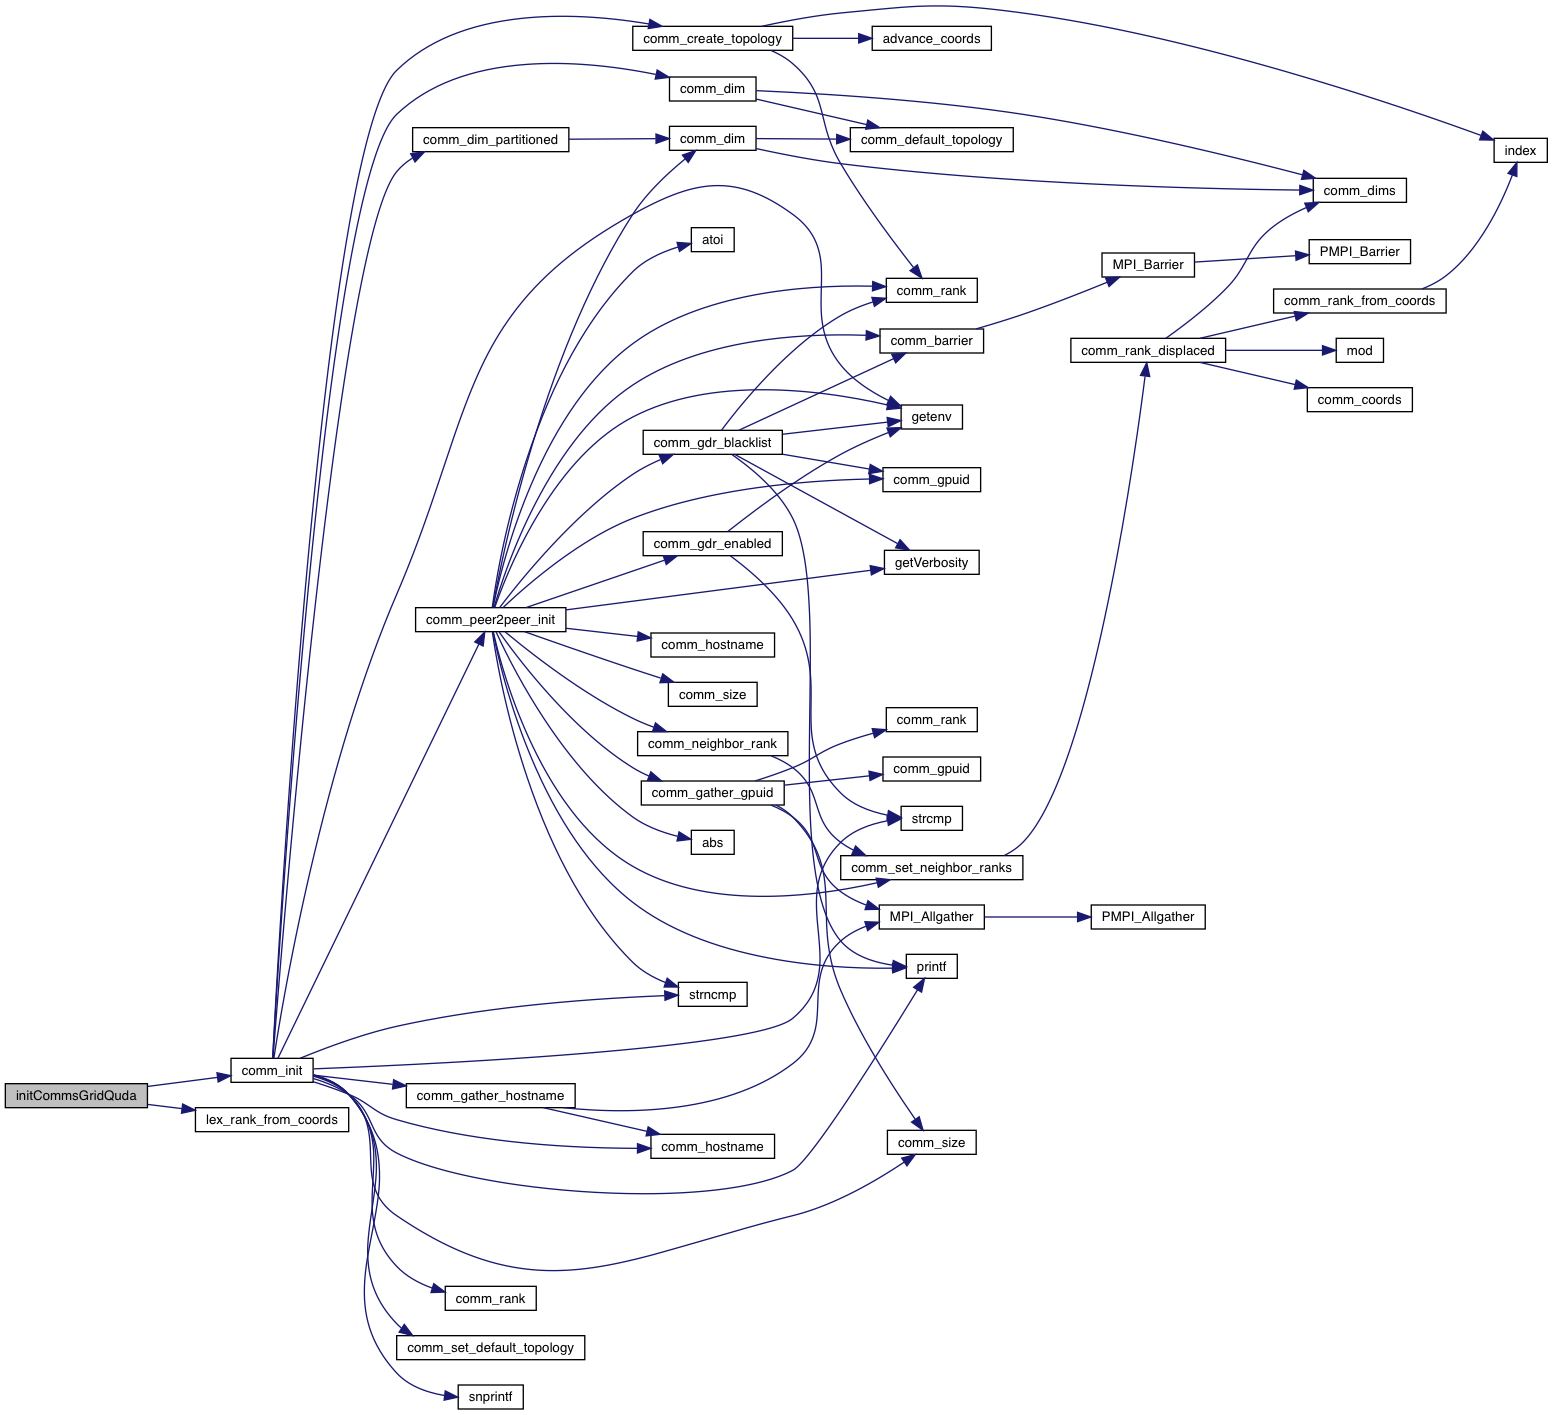 comm_create_topology
advance_coords
comm_dim
comm_dim_partitioned
comm_dim
comm_default_topology
index
comm_dims
atoi
MPI_Barrier
PMPI_Barrier
comm_rank
comm_rank_from_coords
comm_barrier
comm_rank_displaced
mod
comm_coords
getenv
comm_gdr_blacklist
comm_gpuid
comm_gdr_enabled
getVerbosity
comm_peer2peer_init
comm_hostname
comm_size
comm_rank
comm_neighbor_rank
comm_gpuid
comm_gather_gpuid
strcmp
abs
comm_set_neighbor_ranks
MPI_Allgather
PMPI_Allgather
printf
strncmp
comm_init
initCommsGridQuda
comm_gather_hostname
lex_rank_from_coords
comm_hostname
comm_size
comm_rank
comm_set_default_topology
snprintf